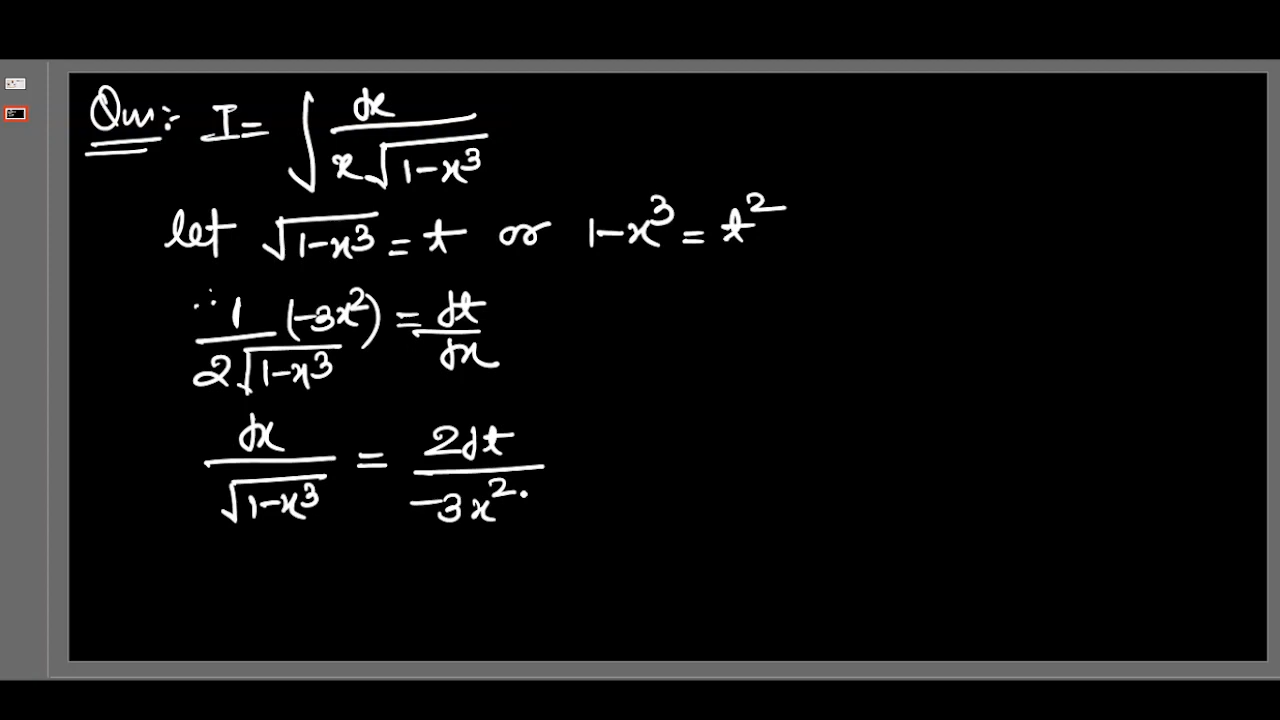 Qn:- I = ∫ dx / (x√(1-x³))
let √(1-x³) = t or 1-x³ = t²
∴ 1 / (2√(1-x³)) (-3x²) = dt/dx
dx / √(1-x³) = 2dt / (-3x²).